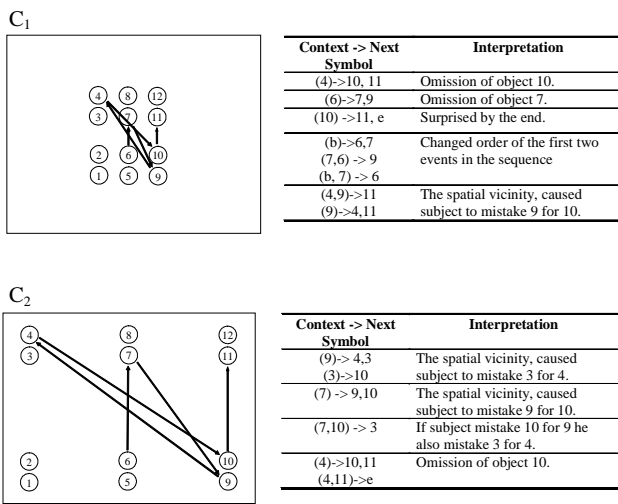 C1
4 8 12
3 7 11
2 6 10
1 5 9
Context -> Next Interpretation
Symbol
(4)->10, 11 Omission of object 10.
(6)->7,9 Omission of object 7.
(10) ->11, e Surprised by the end.
(b)->6,7 Changed order of the first two
(7,6) -> 9 events in the sequence
(b, 7) -> 6
(4,9)->11 The spatial vicinity, caused
(9)->4,11 subject to mistake 9 for 10.
C2
4 8 12
3 7 11
2 6 10
1 5 9
Context -> Next Interpretation
Symbol
(9)-> 4,3 The spatial vicinity, caused
(3)->10 subject to mistake 3 for 4.
(7) -> 9,10 The spatial vicinity, caused
subject to mistake 9 for 10.
(7,10) -> 3 If subject mistake 10 for 9 he
also mistake 3 for 4.
(4)->10,11 Omission of object 10.
(4,11)->e